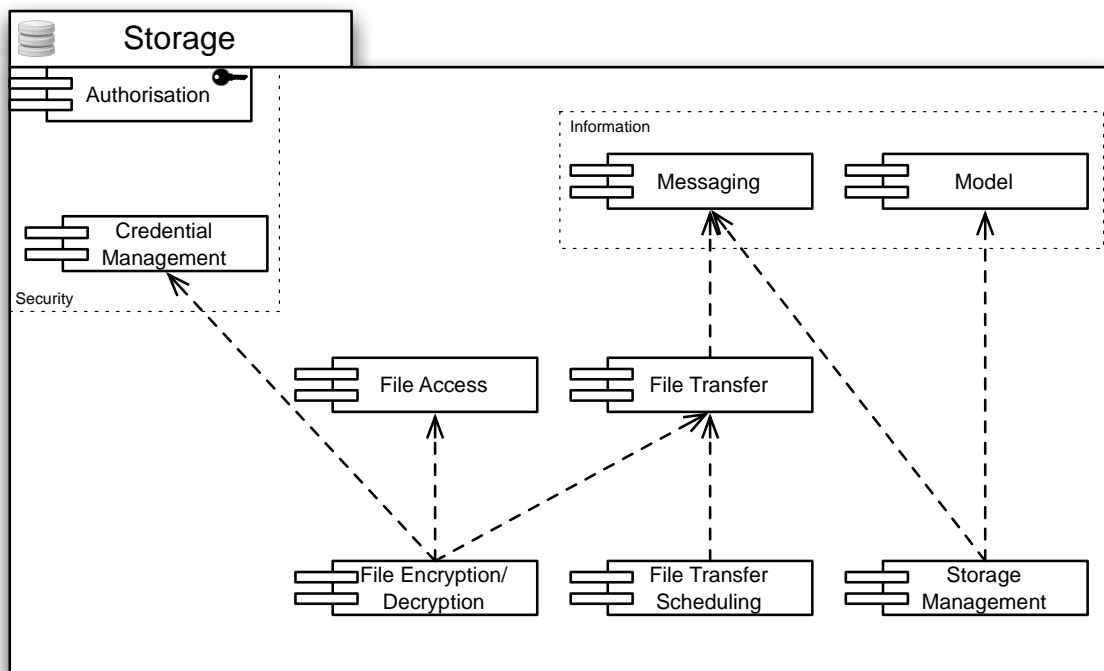 Storage
Authorisation
Information
Messaging
Model
Credential
Management
Security
File Access
File Transfer
File Encryption/
Decryption
File Transfer
Scheduling
Storage
Management